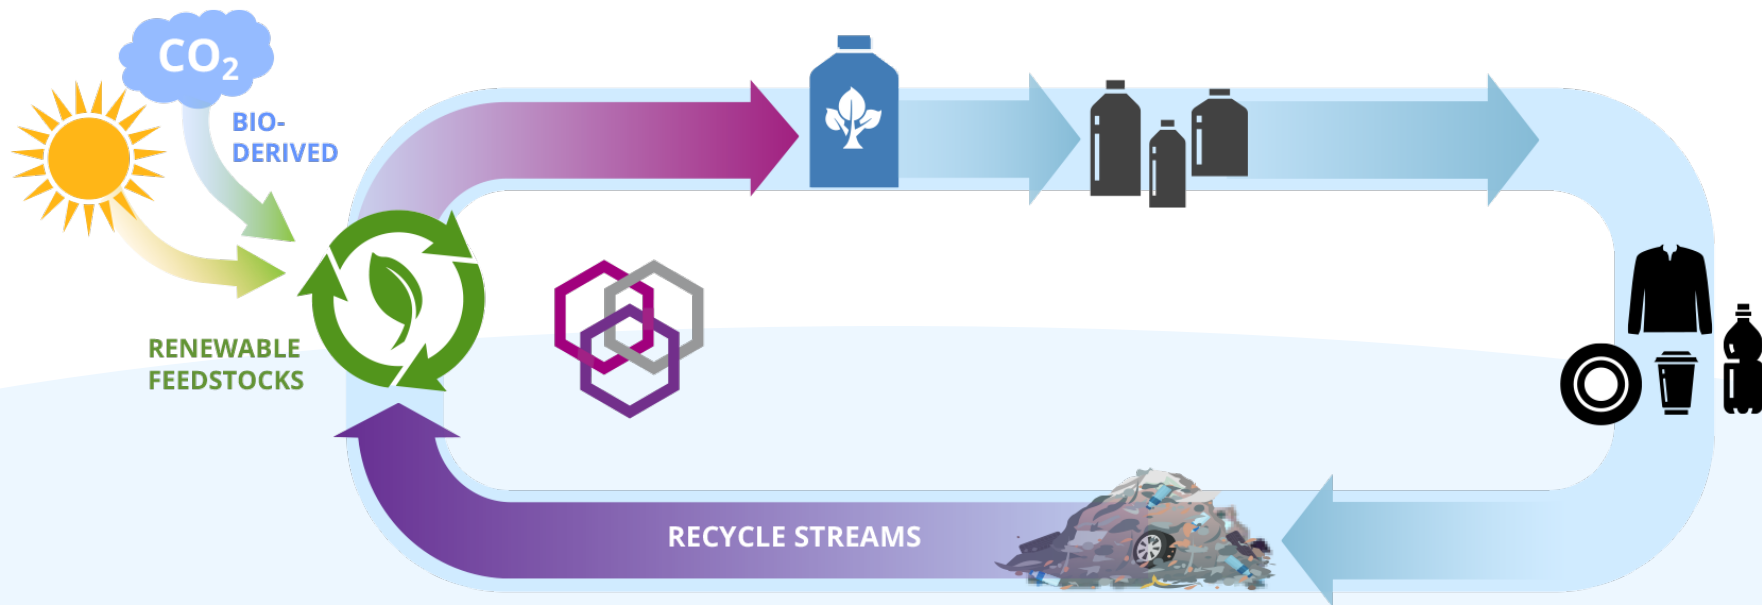 CO₂
BIO-
DERIVED
RENEWABLE
FEEDSTOCKS
RECYCLE STREAMS